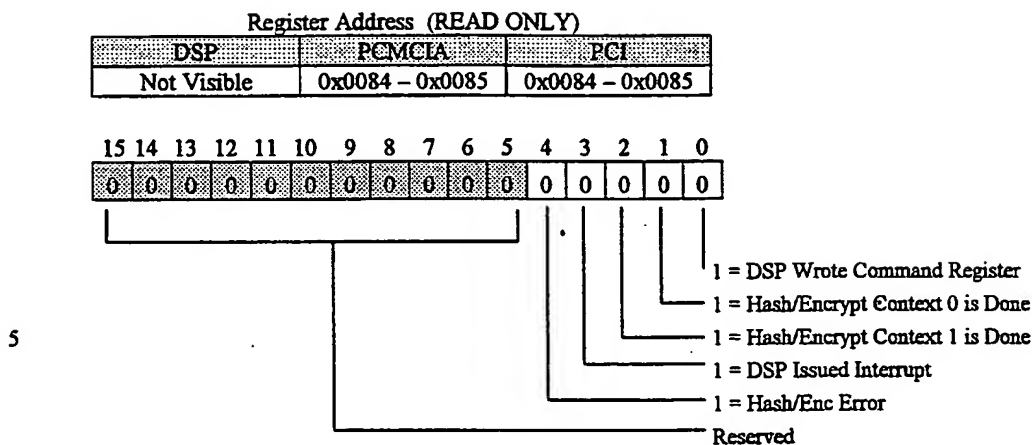 Register Address (READ ONLY)
DSP PCMCIA PCI
Not Visible 0x0084 – 0x0085 0x0084 – 0x0085
15 14 13 12 11 10 9 8 7 6 5 4 3 2 1 0
0 0 0 0 0 0 0 0 0 0 0 0 0 0 0 0
1 = DSP Wrote Command Register
1 = Hash/Encrypt Context 0 is Done
5 1 = Hash/Encrypt Context 1 is Done
1 = DSP Issued Interrupt
1 = Hash/Enc Error
Reserved